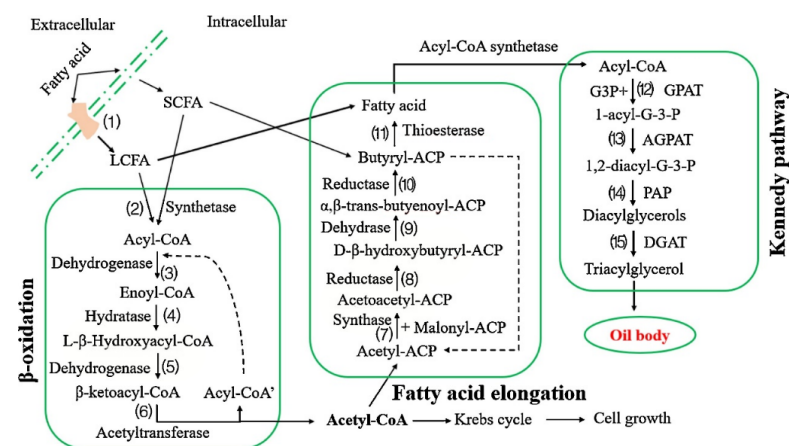 Extracellular
Intracellular
Fatty acid
(1)
SCFA
LCFA
(2) Synthetase
Acyl-CoA
Dehydrogenase (3)
Enoyl-CoA
Hydratase (4)
L-β-Hydroxyacyl-CoA
Dehydrogenase (5)
β-ketoacyl-CoA
Acyl-CoA'
(6)
Acetyltransferase
β-oxidation
Acetyl-CoA
Krebs cycle
Cell growth
Acyl-CoA synthetase
Fatty acid
(11) Thioesterase
Butyryl-ACP
Reductase (10)
α,β-trans-butyenoyl-ACP
Dehydrase (9)
D-β-hydroxybutyryl-ACP
Reductase (8)
Acetoacetyl-ACP
Synthase (7) + Malonyl-ACP
Acetyl-ACP
Fatty acid elongation
Acyl-CoA
G3P+ (12) GPAT
1-acyl-G-3-P
(13) AGPAT
1,2-diacyl-G-3-P
(14) PAP
Diacylglycerols
(15) DGAT
Triacylglycerol
Oil body
Kennedy pathway